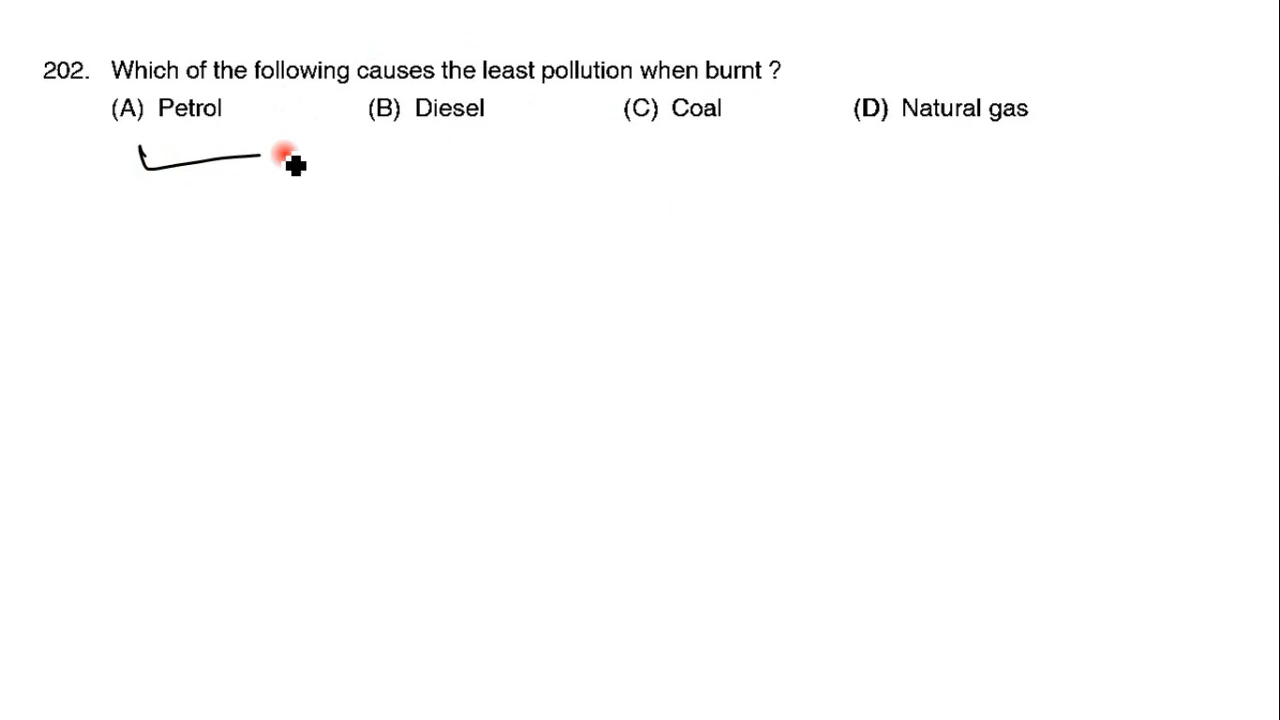 202. Which of the following causes the least pollution when burnt ?
(A) Petrol (B) Diesel (C) Coal (D) Natural gas